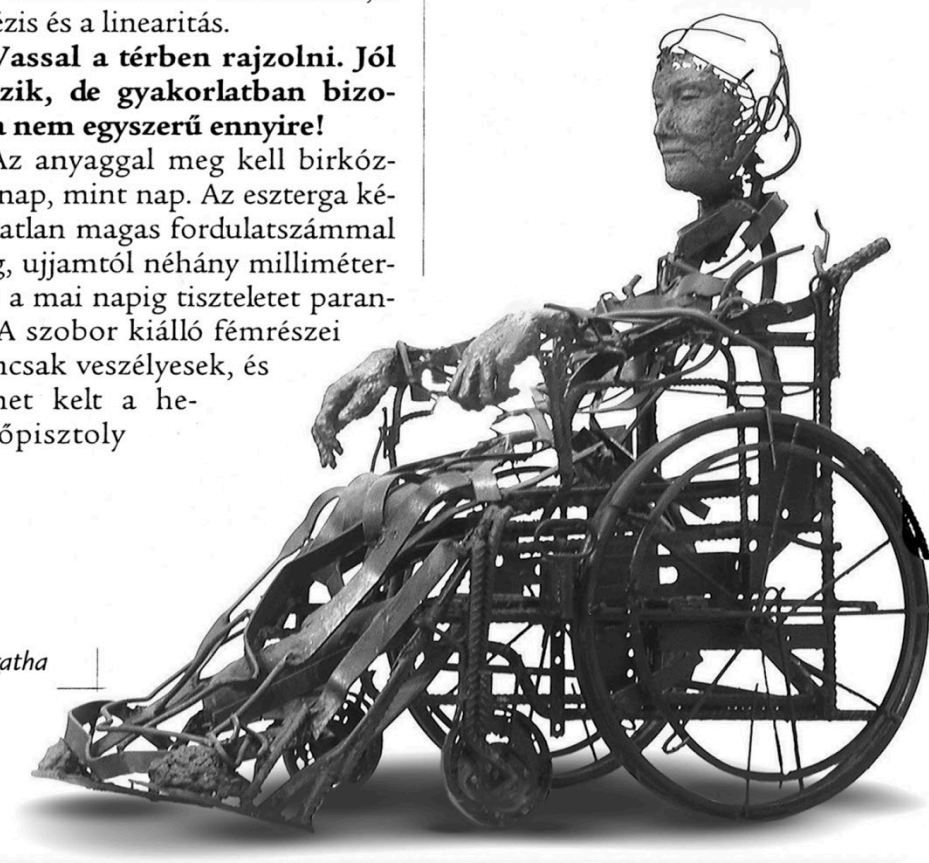 ézis és a linearitás.
Vassal a térben rajzolni. Jól
zik, de gyakorlatban bizo-
a nem egyszerű ennyire!
Az anyaggal meg kell birkóz-
nap, mint nap. Az eszterga ké-
atlan magas fordulatszámmal
g, ujjamtól néhány milliméter-
a mai napig tiszteletet paran-
A szobor kiálló fémrészei
ncsak veszélyesek, és
met kelt a he-
őpisztoly
atha